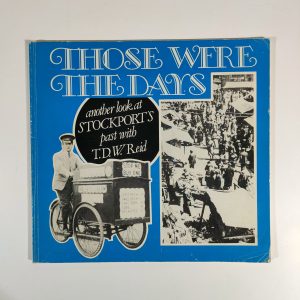 THOSE WERE
THE DAYS
another look at
STOCKPORT'S
past with
T.D.W. Reid